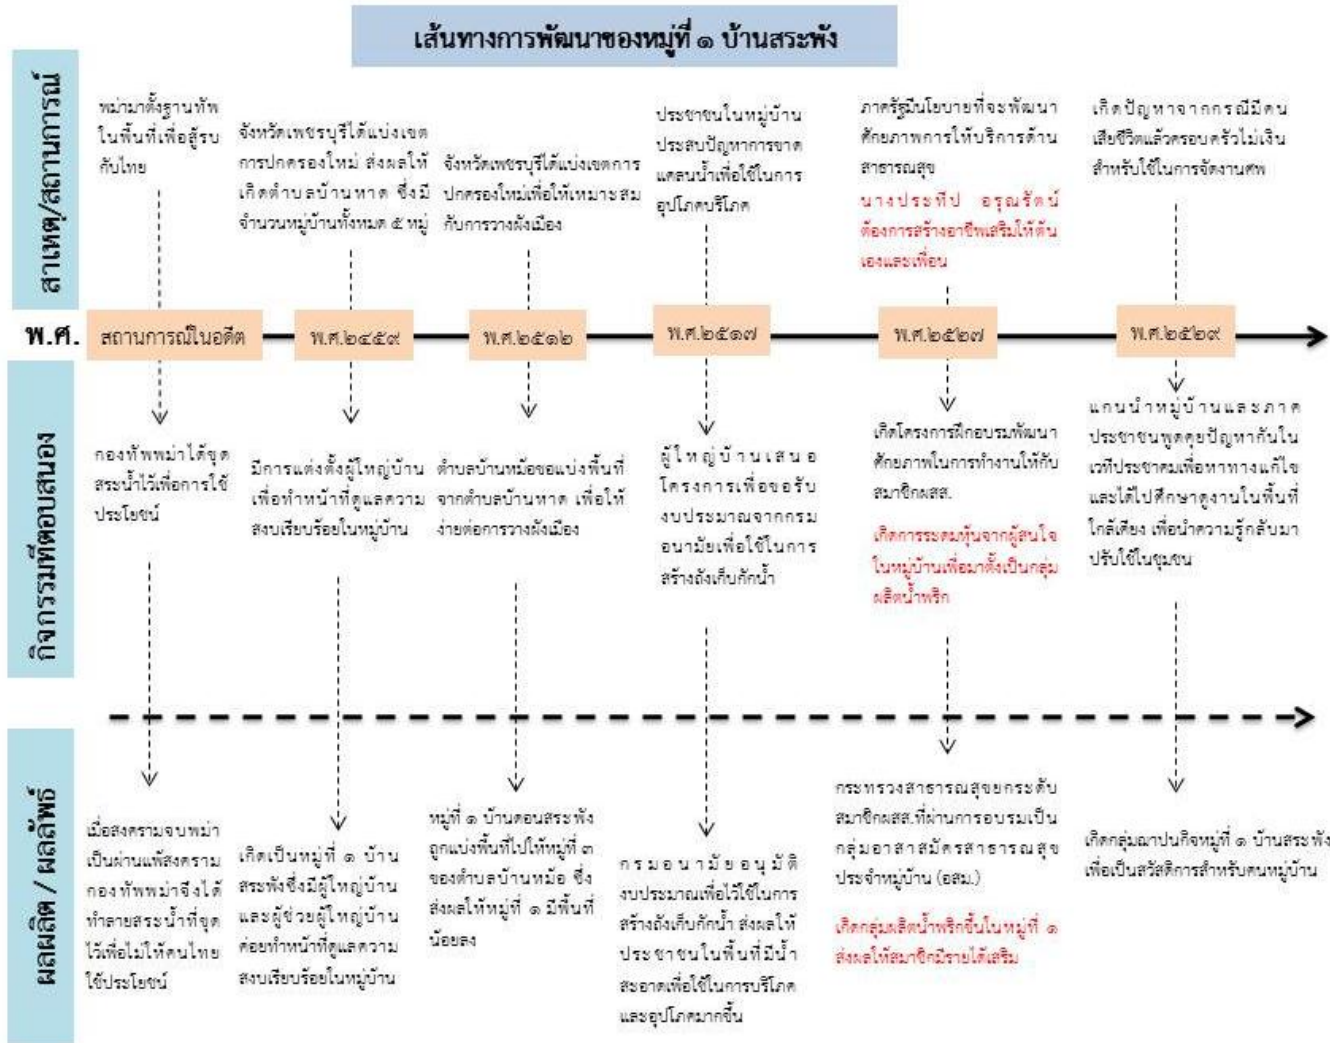 เส้นทางการพัฒนาของหมู่ที่ ๑ บ้านสระพัง
สาเหตุ/สถานการณ์
พม่ามาตั้งฐานทัพ
ในพื้นที่เพื่อสู้รบ
กับไทย
จังหวัดเพชรบุรีได้แบ่งเขต
การปกครองใหม่ ส่งผลให้
เกิดตำบลบ้านหาด ซึ่งมี
จำนวนหมู่บ้านทั้งหมด ๕ หมู่
จังหวัดเพชรบุรีได้แบ่งเขตการ
ปกครองใหม่เพื่อให้เหมาะสม
กับการวางผังเมือง
ประชาชนในหมู่บ้าน
ประสบปัญหาการขาด
แคลนน้ำเพื่อใช้ในการ
อุปโภคบริโภค
ภาครัฐมีนโยบายที่จะพัฒนา
ศักยภาพการให้บริการด้าน
สาธารณสุข
นางประทีป อรุณรัตน์
ต้องการสร้างอาชีพเสริมให้ตน
เองและเพื่อน
เกิดปัญหาจากกรณีมีคน
เสียชีวิตแล้วครอบครัวไม่เงิน
สำหรับใช้ในการจัดงานศพ
พ.ศ.
สถานการณ์ในอดีต
พ.ศ.๒๔๕๙
พ.ศ.๒๕๑๒
พ.ศ.๒๕๑๗
พ.ศ.๒๕๒๗
พ.ศ.๒๕๒๙
กิจกรรมที่ตอบสนอง
กองทัพพม่าได้ขุด
สระน้ำไว้เพื่อการใช้
ประโยชน์
มีการแต่งตั้งผู้ใหญ่บ้าน
เพื่อทำหน้าที่ดูแลความ
สงบเรียบร้อยในหมู่บ้าน
ตำบลบ้านหม้อขอแบ่งพื้นที่
จากตำบลบ้านหาด เพื่อให้
ง่ายต่อการวางผังเมือง
ผู้ใหญ่บ้านเสนอ
โครงการเพื่อขอรับ
งบประมาณจากกรม
อนามัยเพื่อใช้ในการ
สร้างถังเก็บกักน้ำ
เกิดโครงการฝึกอบรมพัฒนา
ศักยภาพในการทำงานให้กับ
สมาชิกผสส.
เกิดการระดมหุ้นจากผู้สนใจ
ในหมู่บ้านเพื่อมาตั้งเป็นกลุ่ม
ผลิตน้ำพริก
แกนนำหมู่บ้านและภาค
ประชาชนพูดคุยปัญหากันใน
เวทีประชาคมเพื่อหาทางแก้ไข
และได้ไปศึกษาดูงานในพื้นที่
ใกล้เคียง เพื่อนำความรู้กลับมา
ปรับใช้ในชุมชน
ผลผลิต / ผลลัพธ์
เมื่อสงครามจบพม่า
เป็นผ่านแพ้สงคราม
กองทัพพม่าจึงได้
ทำลายสระน้ำที่ขุด
ไว้เพื่อไม่ให้คนไทย
ใช้ประโยชน์
เกิดเป็นหมู่ที่ ๑ บ้าน
สระพังซึ่งมีผู้ใหญ่บ้าน
และผู้ช่วยผู้ใหญ่บ้าน
ค่อยทำหน้าที่ดูแลความ
สงบเรียบร้อยในหมู่บ้าน
หมู่ที่ ๑ บ้านดอนสระพัง
ถูกแบ่งพื้นที่ไปให้หมู่ที่ ๓
ของตำบลบ้านหม้อ ซึ่ง
ส่งผลให้หมู่ที่ ๑ มีพื้นที่
น้อยลง
กรมอนามัยอนุมัติ
งบประมาณเพื่อไว้ใช้ในการ
สร้างถังเก็บกักน้ำ ส่งผลให้
ประชาชนในพื้นที่มีน้ำ
สะอาดเพื่อใช้ในการบริโภค
และอุปโภคมากขึ้น
กระทรวงสาธารณสุขยกระดับ
สมาชิกผสส.ที่ผ่านการอบรมเป็น
กลุ่มอาสาสมัครสาธารณสุข
ประจำหมู่บ้าน (อสม.)
เกิดกลุ่มผลิตน้ำพริกขึ้นในหมู่ที่ ๑
ส่งผลให้สมาชิกมีรายได้เสริม
เกิดกลุ่มฌาปนกิจหมู่ที่ ๑ บ้านสระพัง
เพื่อเป็นสวัสดิการสำหรับคนหมู่บ้าน